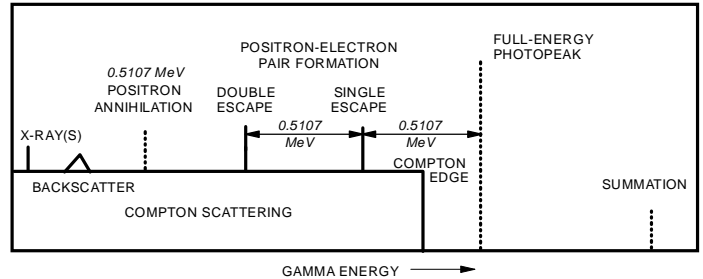 POSITRON-ELECTRON
PAIR FORMATION
FULL-ENERGY
PHOTOPEAK
0.5107 MeV
POSITRON
ANNIHILATION
DOUBLE
ESCAPE
SINGLE
ESCAPE
0.5107
MeV
0.5107
MeV
X-RAY(S)
BACKSCATTER
COMPTON
EDGE
SUMMATION
COMPTON SCATTERING
GAMMA ENERGY